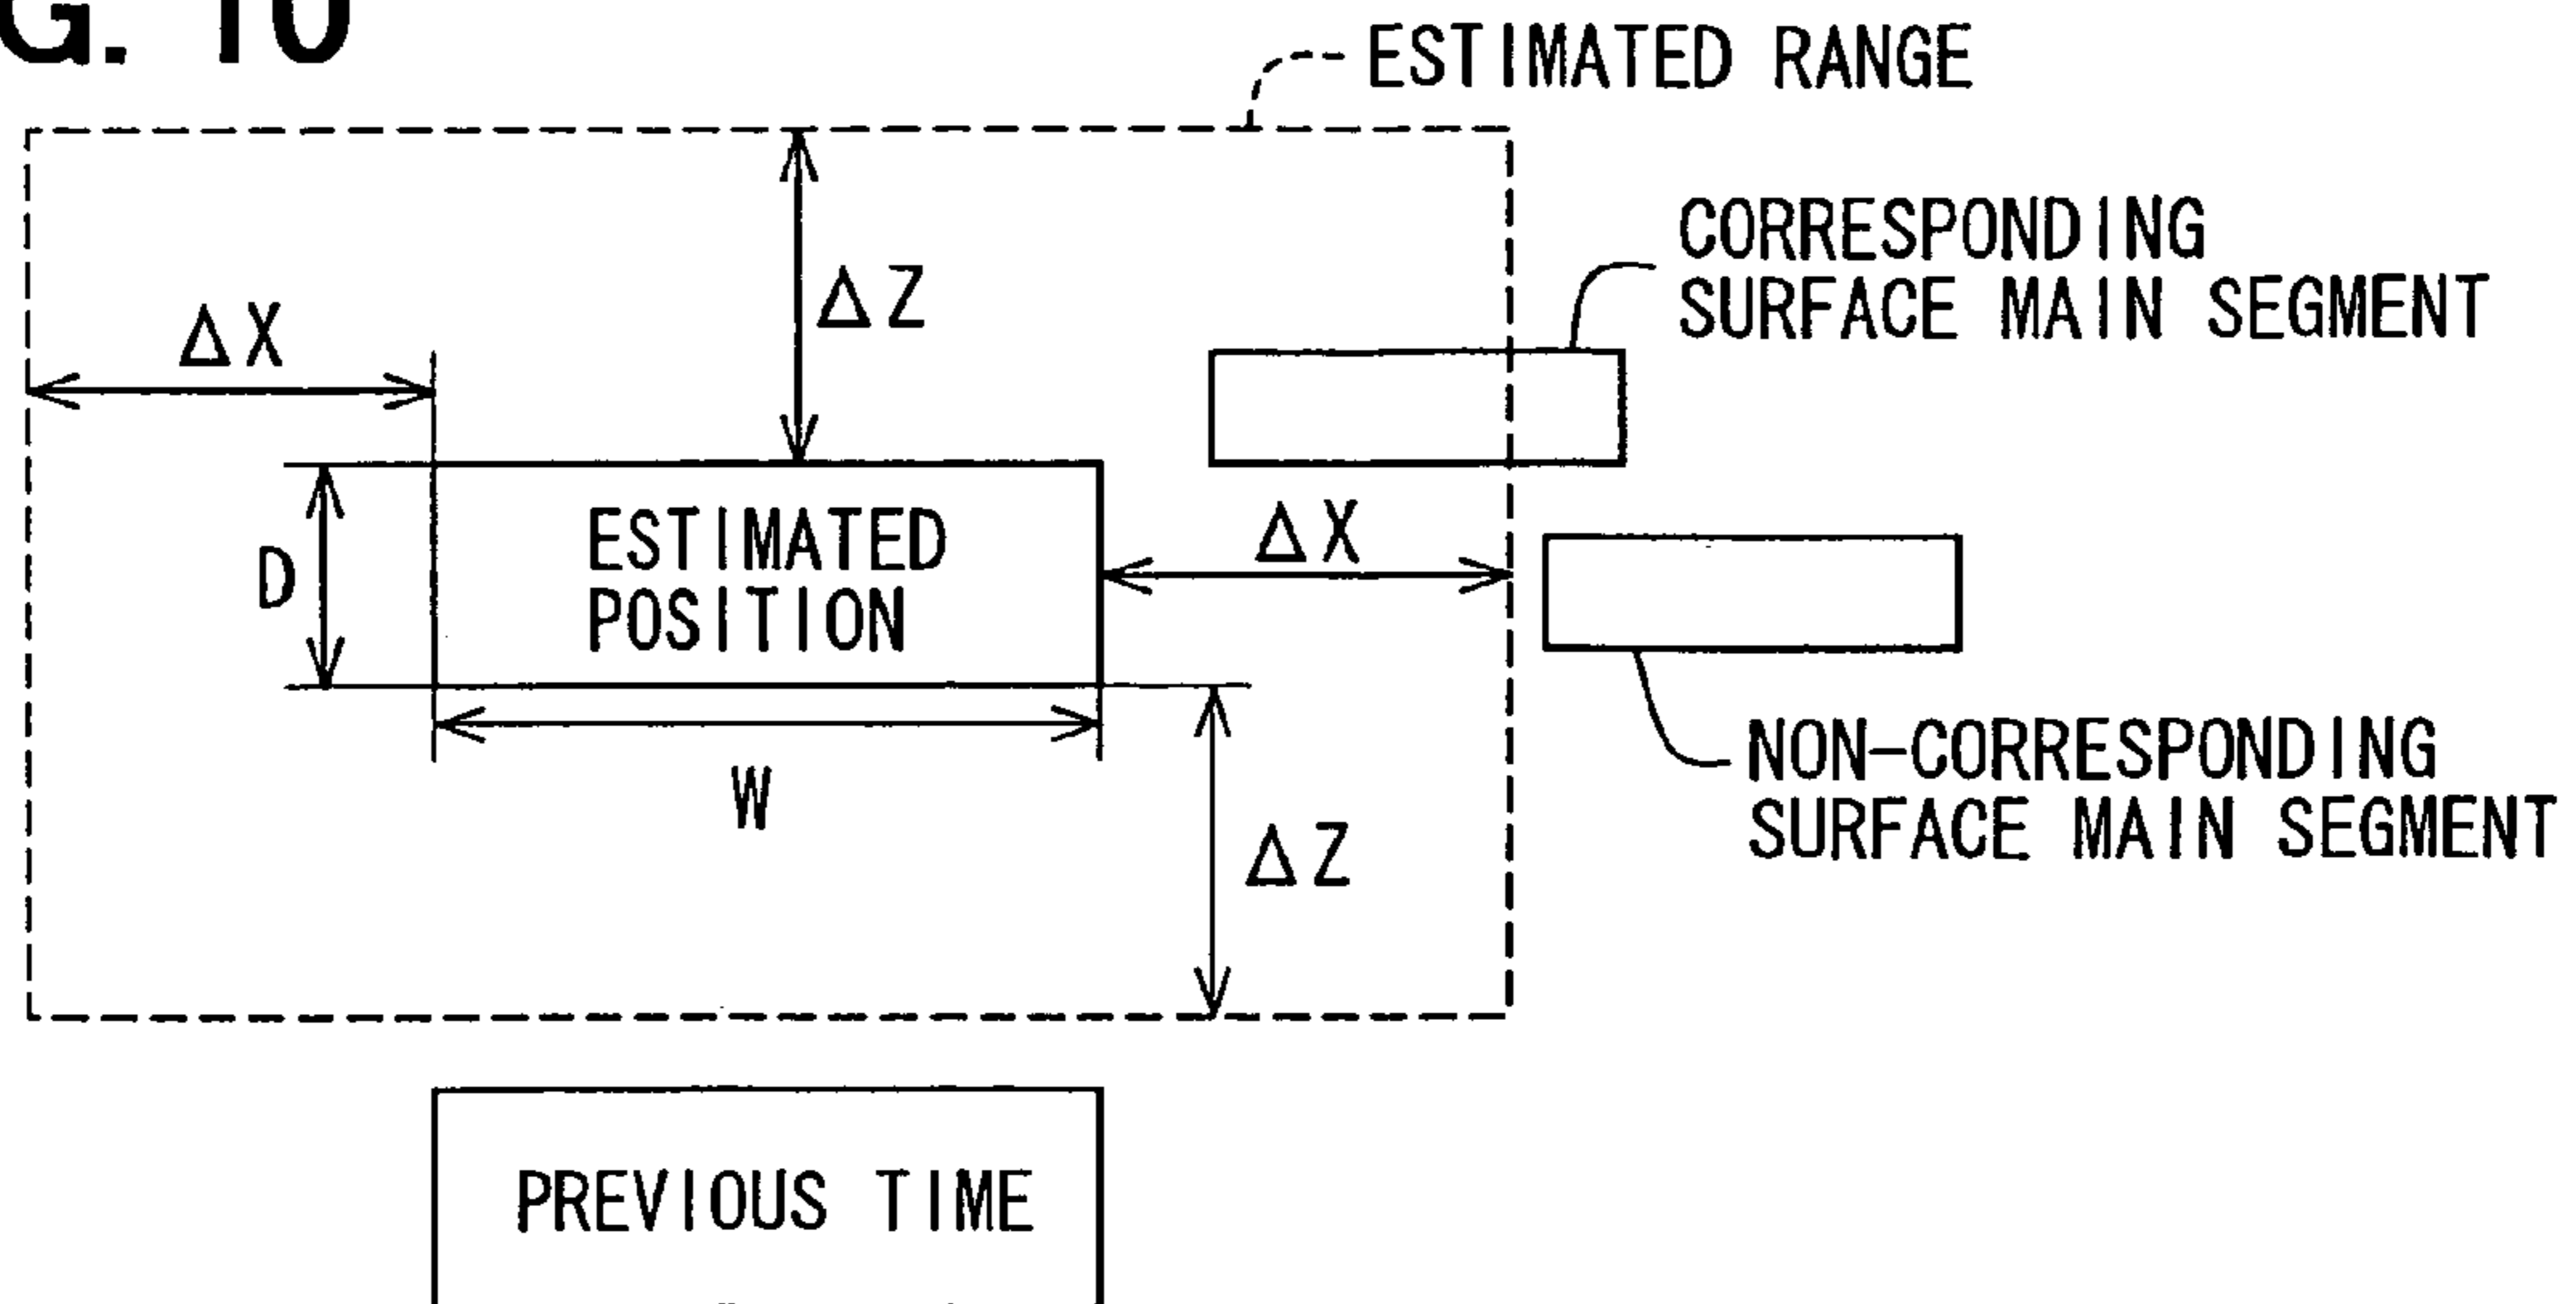 G. 10
ESTIMATED RANGE
CORRESPONDING
SURFACE MAIN SEGMENT
ΔZ
ΔX
ESTIMATED
POSITION
ΔX
D
W
NON-CORRESPONDING
SURFACE MAIN SEGMENT
ΔZ
PREVIOUS TIME